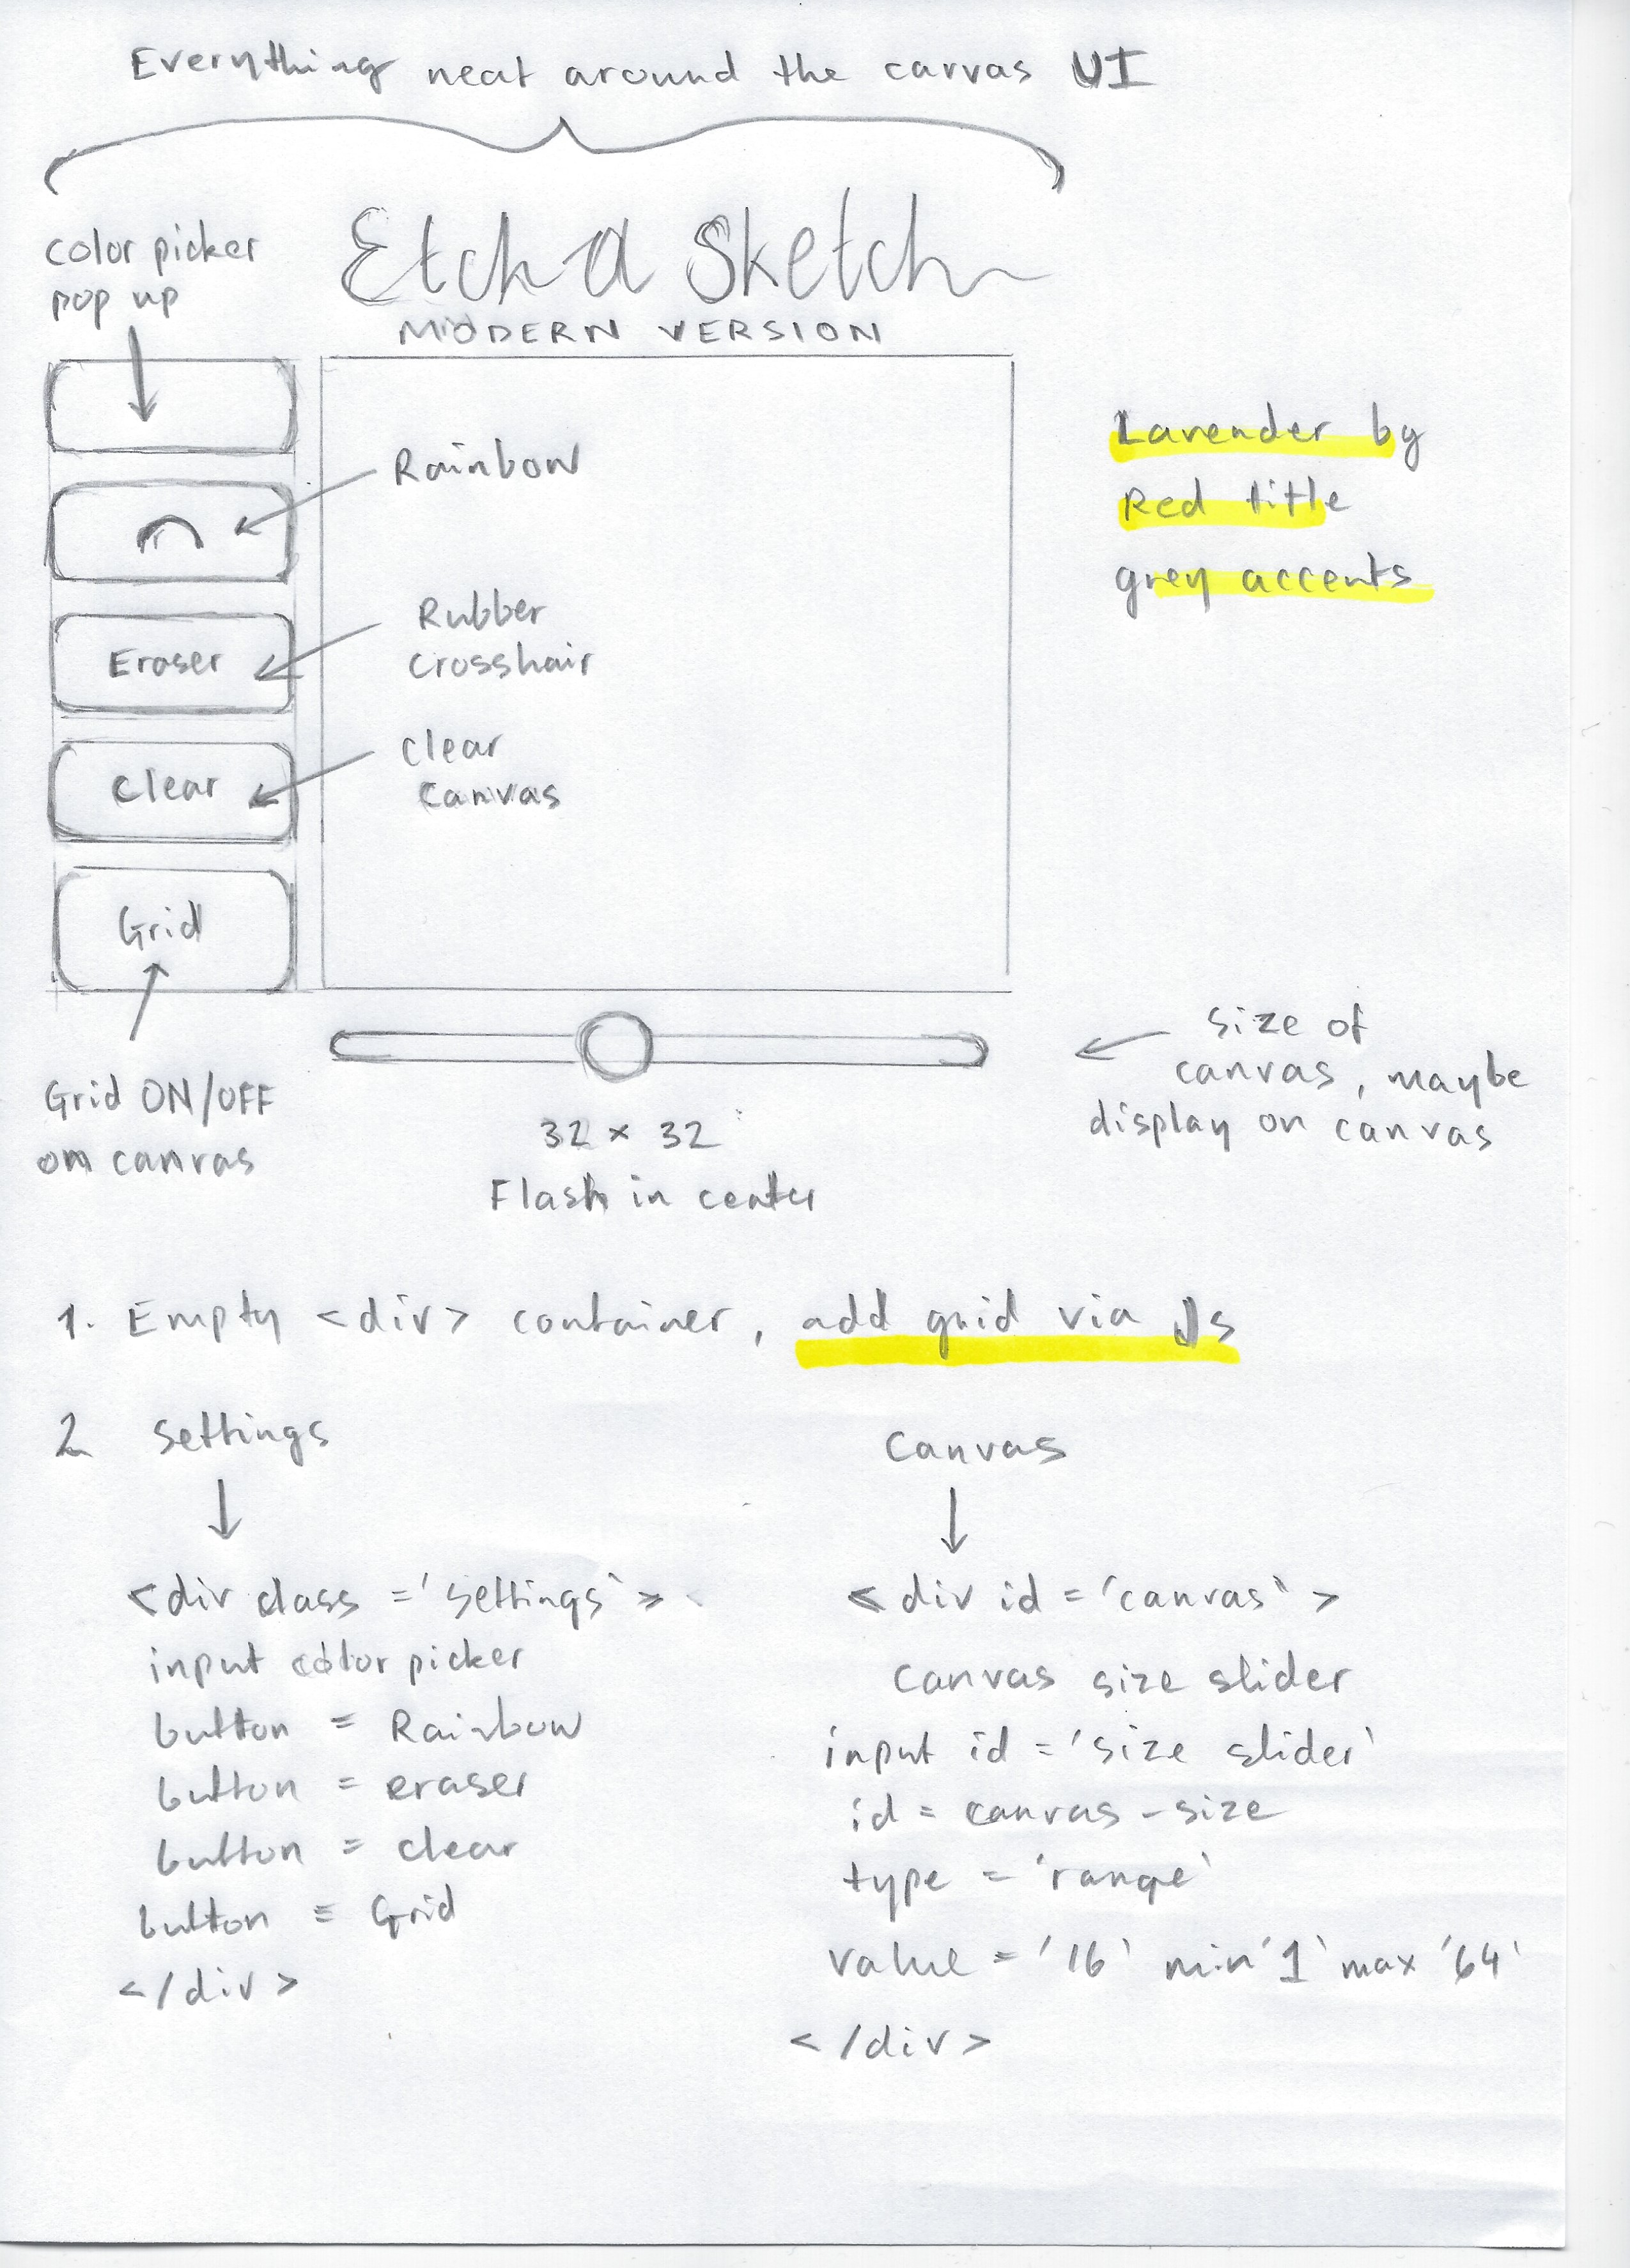 Everything neat around the canvas UI
color picker
pop up
Etch a Sketch
MODERN VERSION
Rainbow
Rubber
crosshair
Eraser
clear
canvas
Clear
Grid
Lavender bg
Red title
grey accents
Grid ON/OFF
on canvas
size of
canvas, maybe
display on canvas
32 x 32
Flash in center
1. Empty <div> container, add grid via Js
2 settings
<div class='settings'>
input color picker
button = Rainbow
button = eraser
button = clear
button = Grid
</div>
canvas
<div id='canvas'>
canvas size slider
input id='size slider'
id = canvas-size
type = 'range'
value = '16' min '1' max '64'
</div>